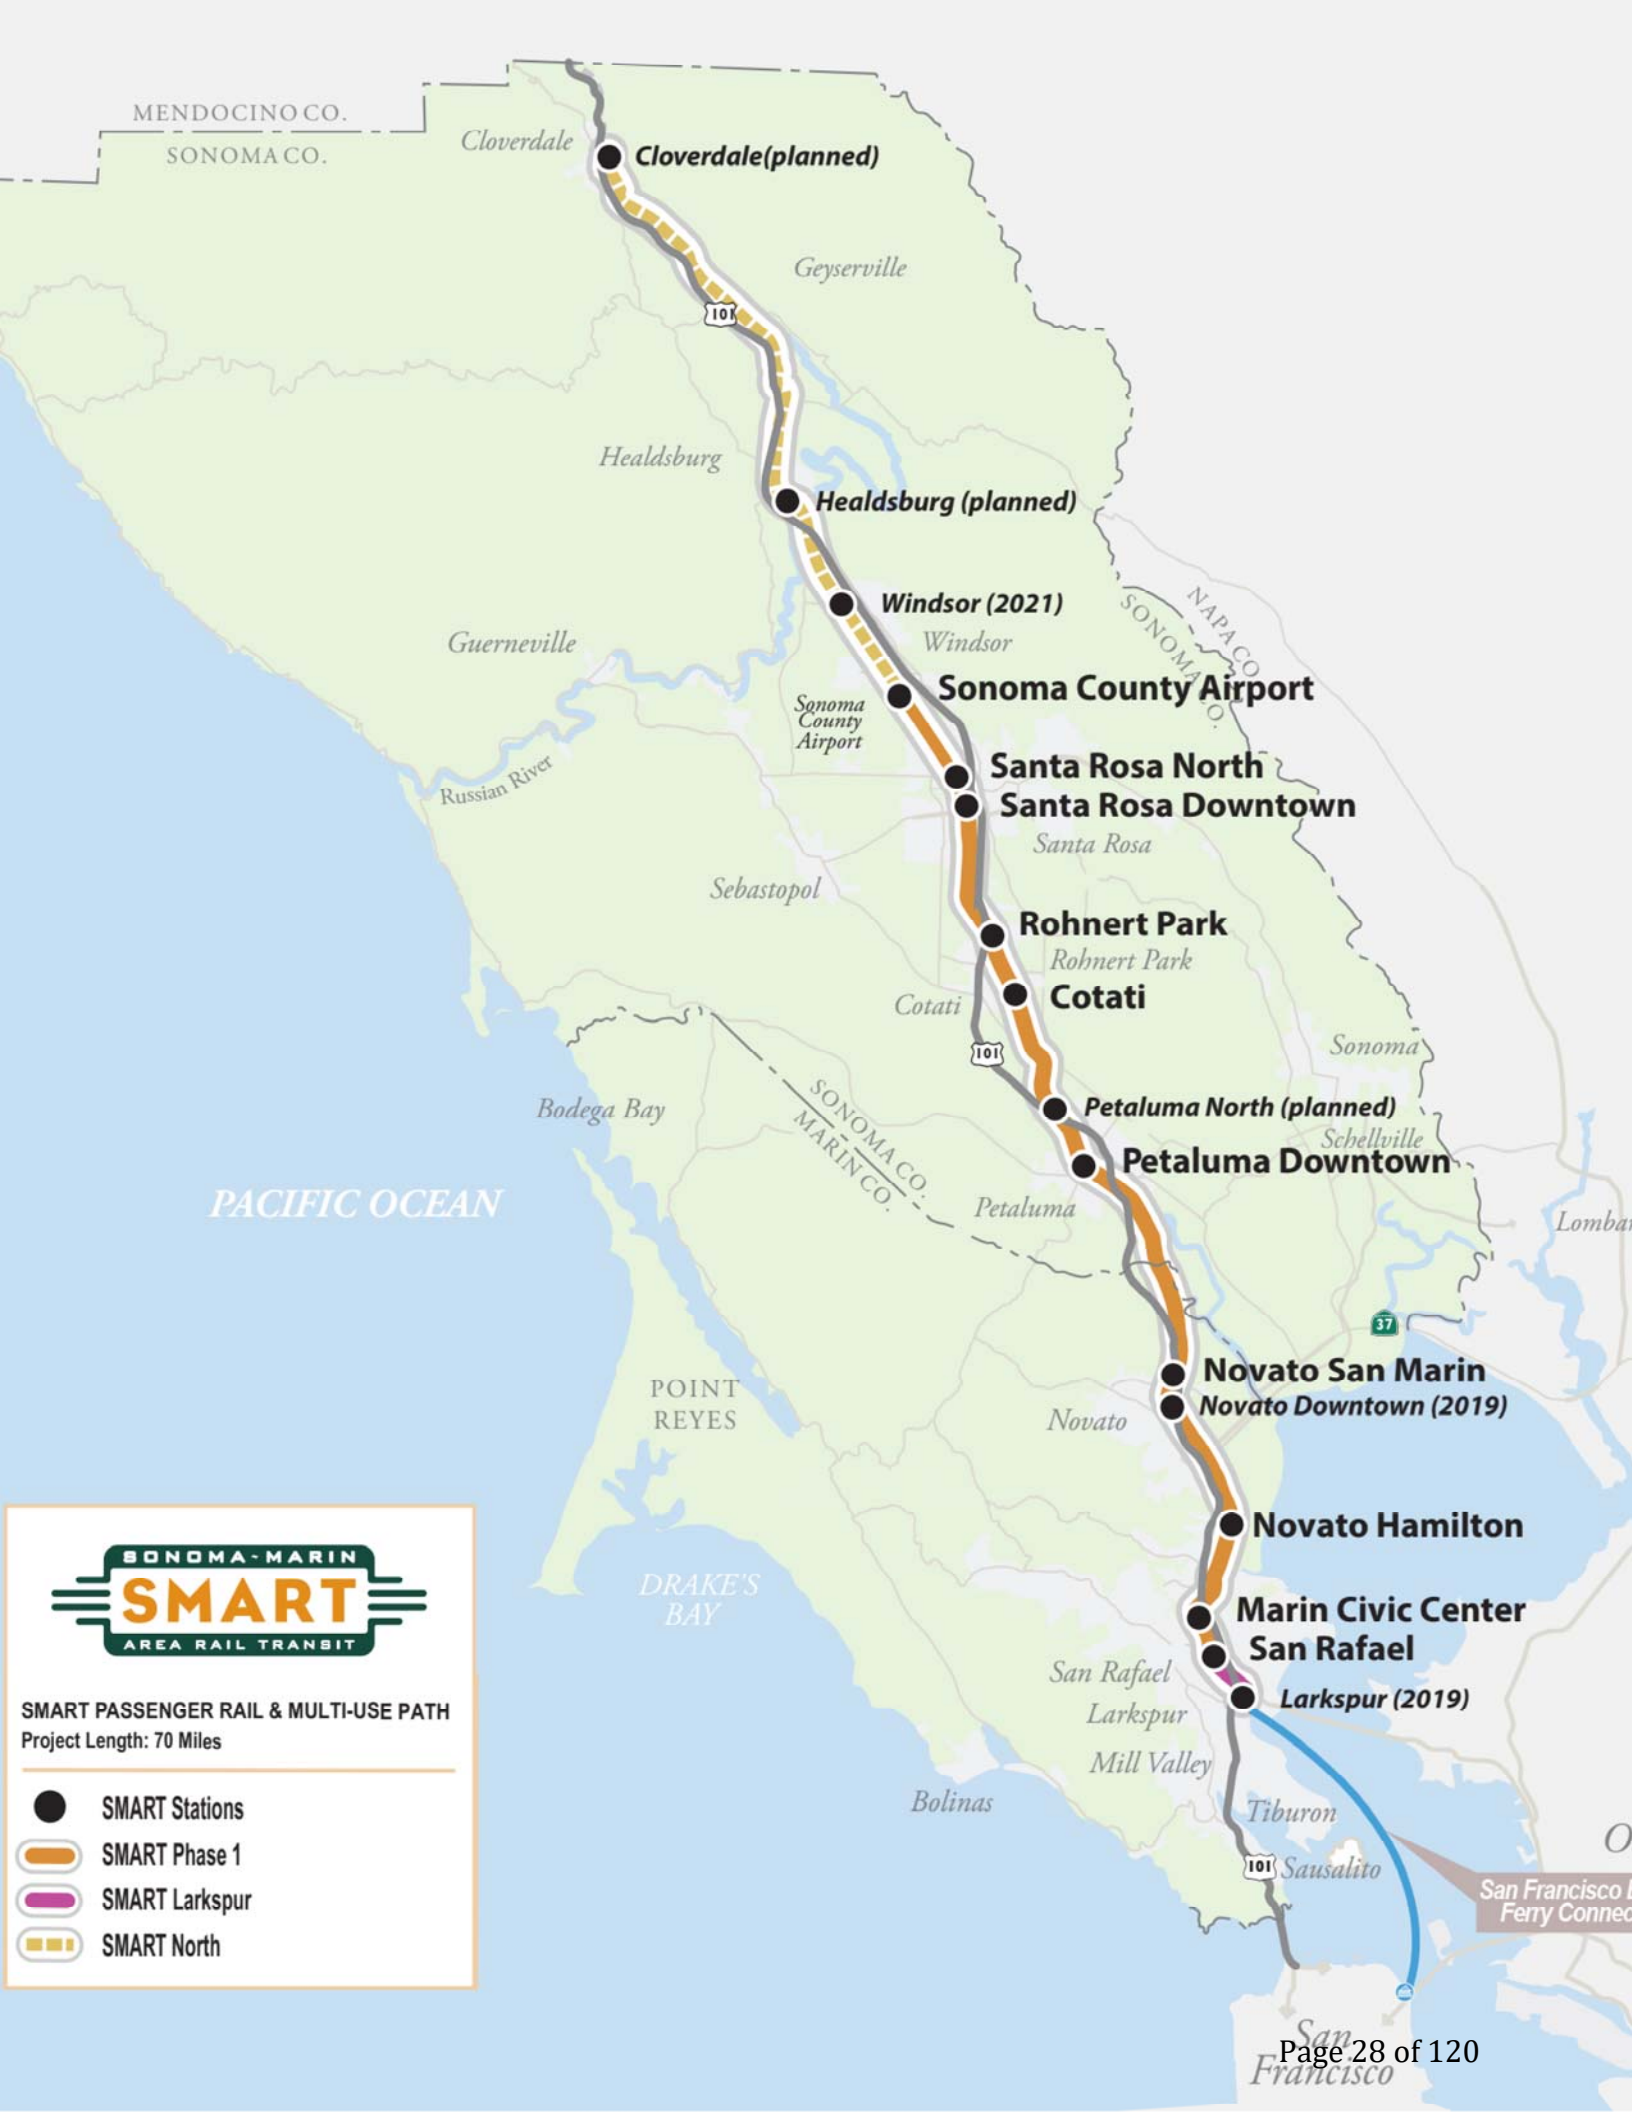 MENDOCINO CO.
SONOMA CO.
Cloverdale
Cloverdale(planned)
Geyserville
101
Healdsburg
Healdsburg (planned)
Windsor (2021)
Windsor
NAPA CO.
SONOMA CO.
Guerneville
Sonoma County Airport
Sonoma
County
Airport
Russian River
Santa Rosa North
Santa Rosa Downtown
Santa Rosa
Sebastopol
Rohnert Park
Rohnert Park
Cotati
Cotati
101
Sonoma
Bodega Bay
SONOMA CO.
MARIN CO.
Petaluma North (planned)
Schellville
Petaluma Downtown
PACIFIC OCEAN
Petaluma
37
Novato San Marin
Novato Downtown (2019)
Novato
POINT
REYES
Novato Hamilton
DRAKE'S
BAY
Marin Civic Center
San Rafael
San Rafael
Larkspur (2019)
Larkspur
Mill Valley
Bolinas
Tiburon
101
Sausalito
San Francisco
Ferry
San
Francisco
SONOMA-MARIN
SMART
AREA RAIL TRANSIT
SMART PASSENGER RAIL & MULTI-USE PATH
Project Length: 70 Miles
SMART Stations
SMART Phase 1
SMART Larkspur
SMART North
Page 28 of 120